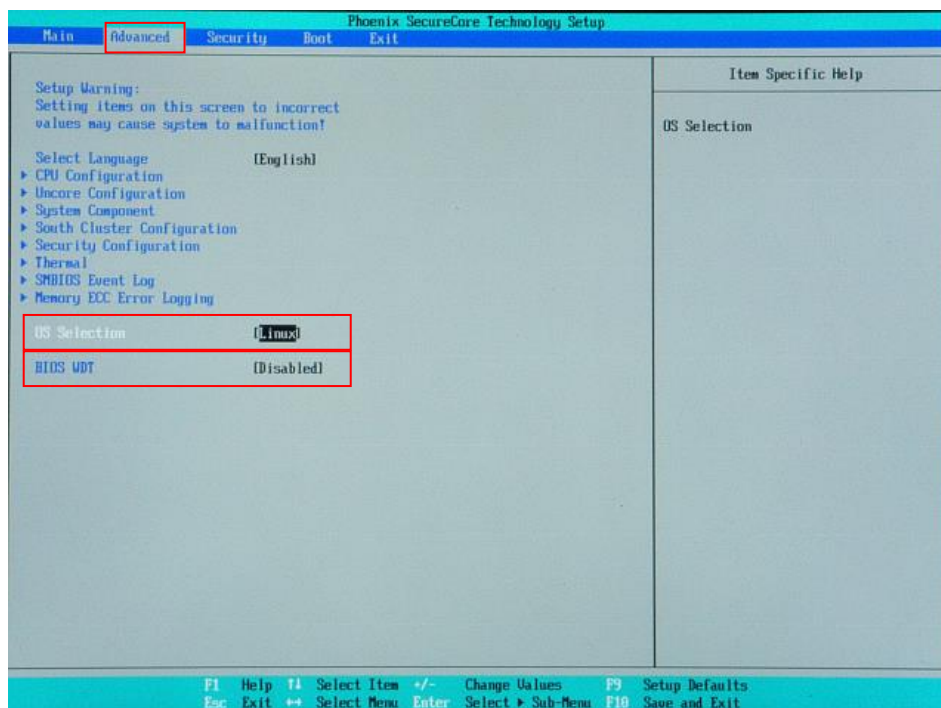 Phoenix SecureCore Technology Setup
Main Advanced Security Boot Exit
Item Specific Help
Setup Warning:
Setting items on this screen to incorrect
values may cause system to malfunction!
OS Selection
Select Language [English]
CPU Configuration
Uncore Configuration
System Component
South Cluster Configuration
Security Configuration
Thermal
SMBIOS Event Log
Memory ECC Error Logging
OS Selection [Linux]
BIOS WDT [Disabled]
F1 Help ↑↓ Select Item +/- Change Values F9 Setup Defaults
Esc Exit ↔ Select Menu Enter Select ▶ Sub-Menu F10 Save and Exit